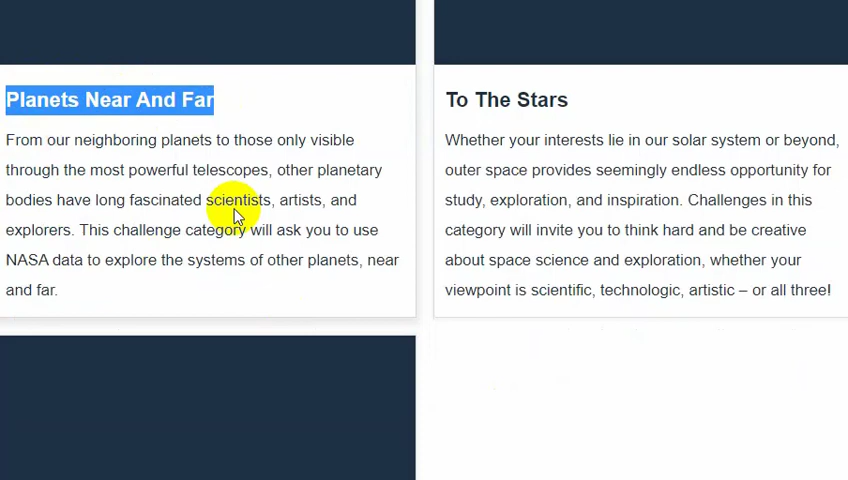 Planets Near And Far
From our neighboring planets to those only visible
through the most powerful telescopes, other planetary
bodies have long fascinated scientists, artists, and
explorers. This challenge category will ask you to use
NASA data to explore the systems of other planets, near
and far.
To The Stars
Whether your interests lie in our solar system or beyond,
outer space provides seemingly endless opportunity for
study, exploration, and inspiration. Challenges in this
category will invite you to think hard and be creative
about space science and exploration, whether your
viewpoint is scientific, technologic, artistic – or all three!